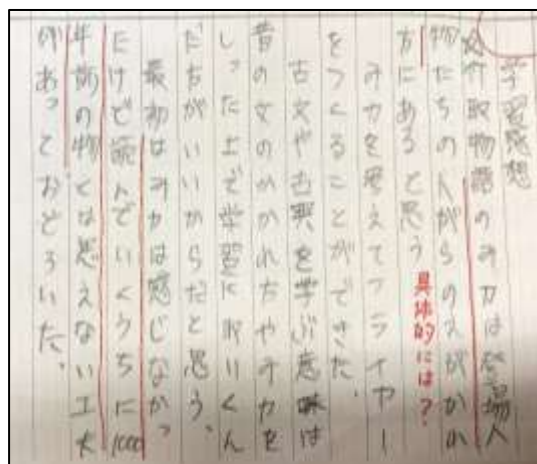 学習感想
竹取物語のみカは登場人
物たちの人がらのえがかれ
方にあると思う
具体的には?
みカを考えてフライヤー
をつくることができた。
古文や古典を学ぶ意味は
昔の文のかかれ方やみカを
しった上で学習に取りくん
だ方がいいからだと思う。
最初はみカは感じなかっ
たけど読んでいくうちに1000
年前の物とは思えない工夫
があっておどろいた。